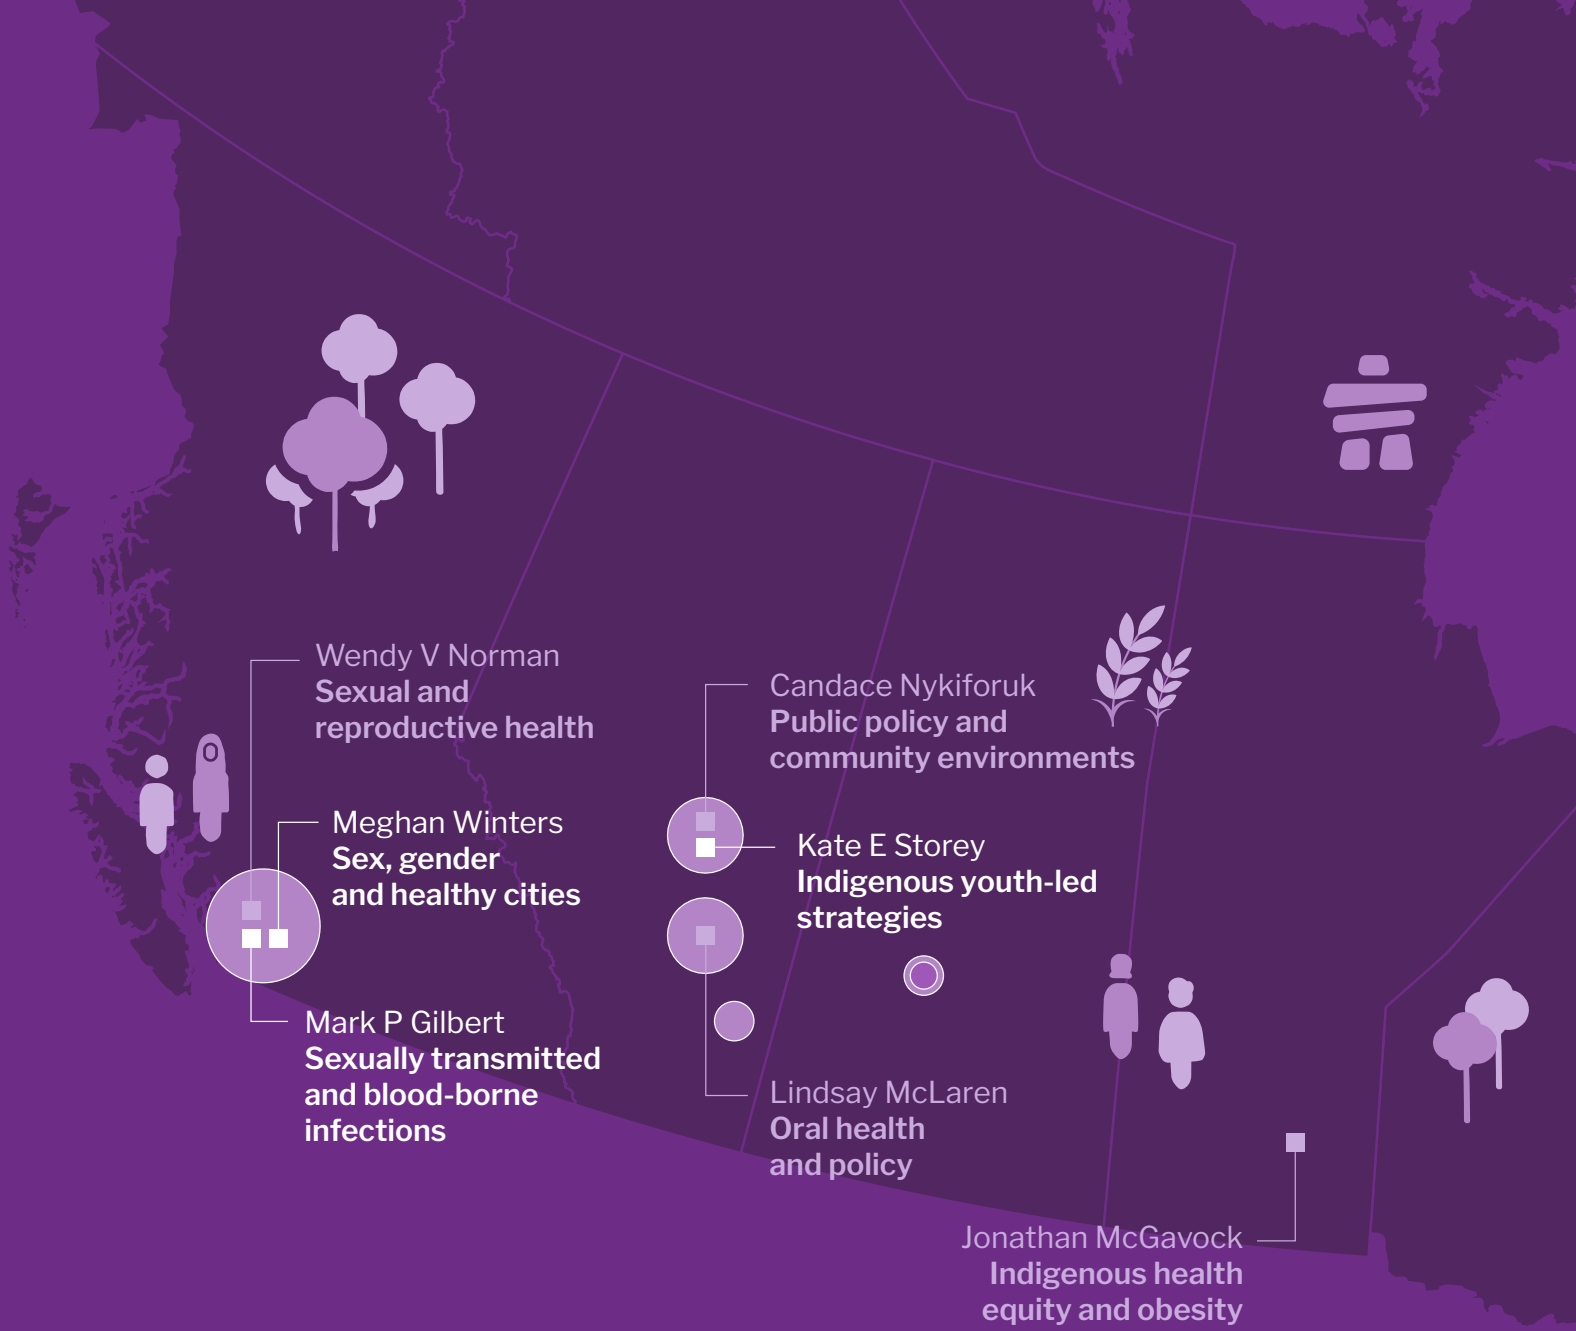 Wendy V Norman
Sexual and
reproductive health
Meghan Winters
Sex, gender
and healthy cities
Mark P Gilbert
Sexually transmitted
and blood-borne
infections
Candace Nykiforuk
Public policy and
community environments
Kate E Storey
Indigenous youth-led
strategies
Lindsay McLaren
Oral health
and policy
Jonathan McGavock
Indigenous health
equity and obesity